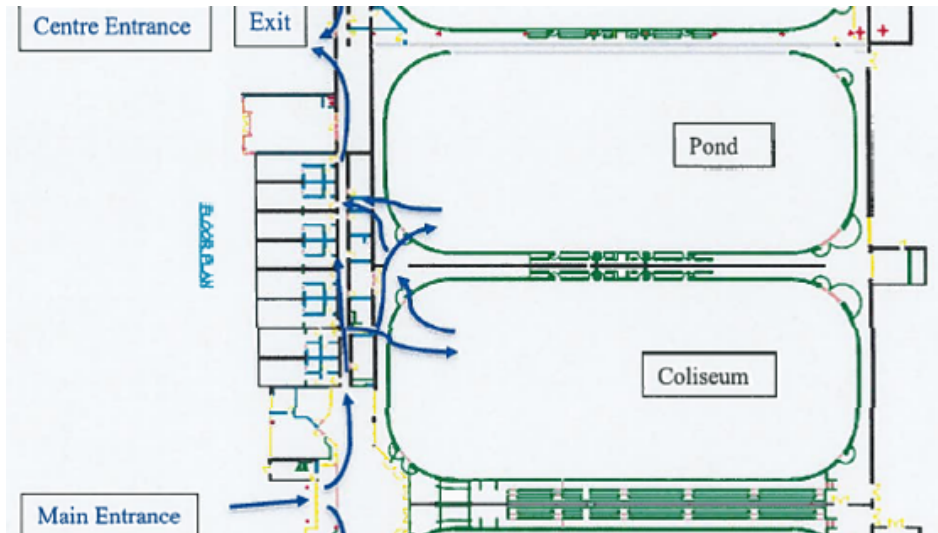 Centre Entrance
Exit
Pond
FLOOR PLAN
Coliseum
Main Entrance